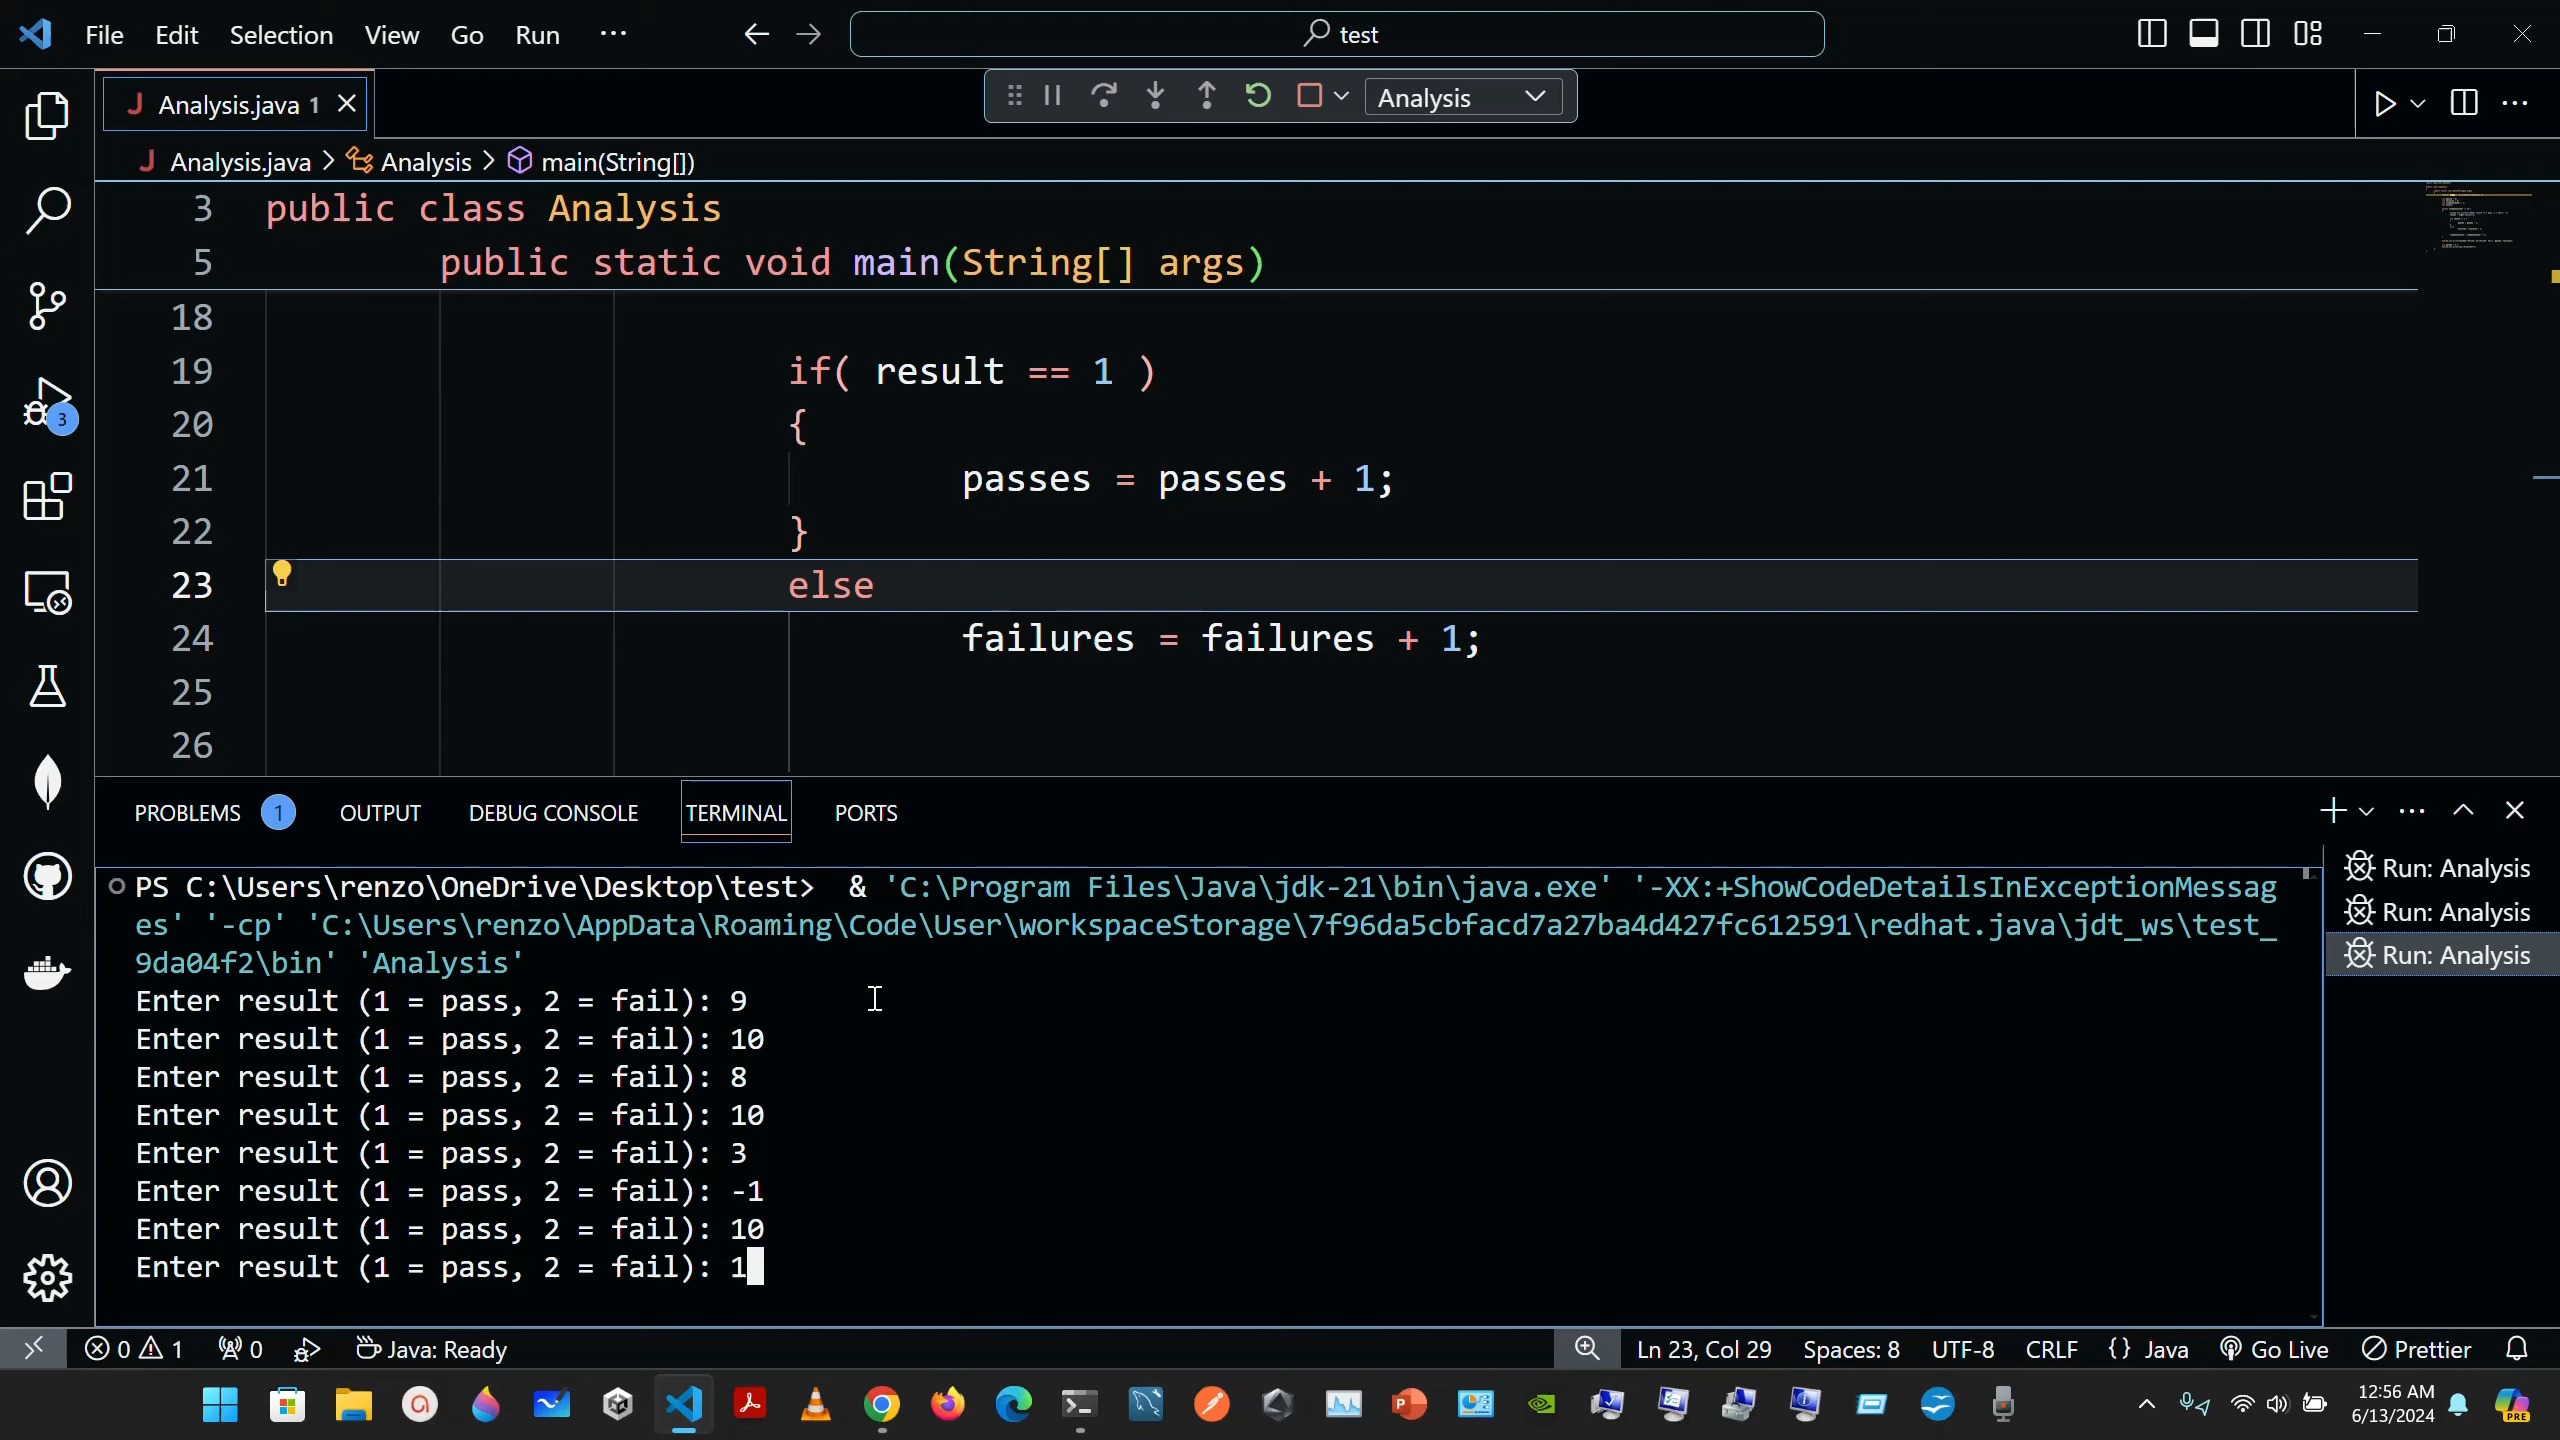 File Edit Selection View Go Run ··· test
Analysis.java 1
Analysis
Analysis.java > Analysis > main(String[])
3 public class Analysis
5 public static void main(String[] args)
18
19 if( result == 1 )
20 {
21 passes = passes + 1;
22 }
23 else
24 failures = failures + 1;
25
26
3
PROBLEMS 1 OUTPUT DEBUG CONSOLE TERMINAL PORTS
PS C:\Users\renzo\OneDrive\Desktop\test> & 'C:\Program Files\Java\jdk-21\bin\java.exe' '-XX:+ShowCodeDetailsInExceptionMessag
es' '-cp' 'C:\Users\renzo\AppData\Roaming\Code\User\workspaceStorage\7f96da5cbfacd7a27ba4d427fc612591\redhat.java\jdt_ws\test_
9da04f2\bin' 'Analysis'
Enter result (1 = pass, 2 = fail): 9
Enter result (1 = pass, 2 = fail): 10
Enter result (1 = pass, 2 = fail): 8
Enter result (1 = pass, 2 = fail): 10
Enter result (1 = pass, 2 = fail): 3
Enter result (1 = pass, 2 = fail): -1
Enter result (1 = pass, 2 = fail): 10
Enter result (1 = pass, 2 = fail): 1
Run: Analysis
Run: Analysis
Run: Analysis
0 1 0 Java: Ready Ln 23, Col 29 Spaces: 8 UTF-8 CRLF {} Java Go Live Prettier
12:56 AM
6/13/2024
PRE